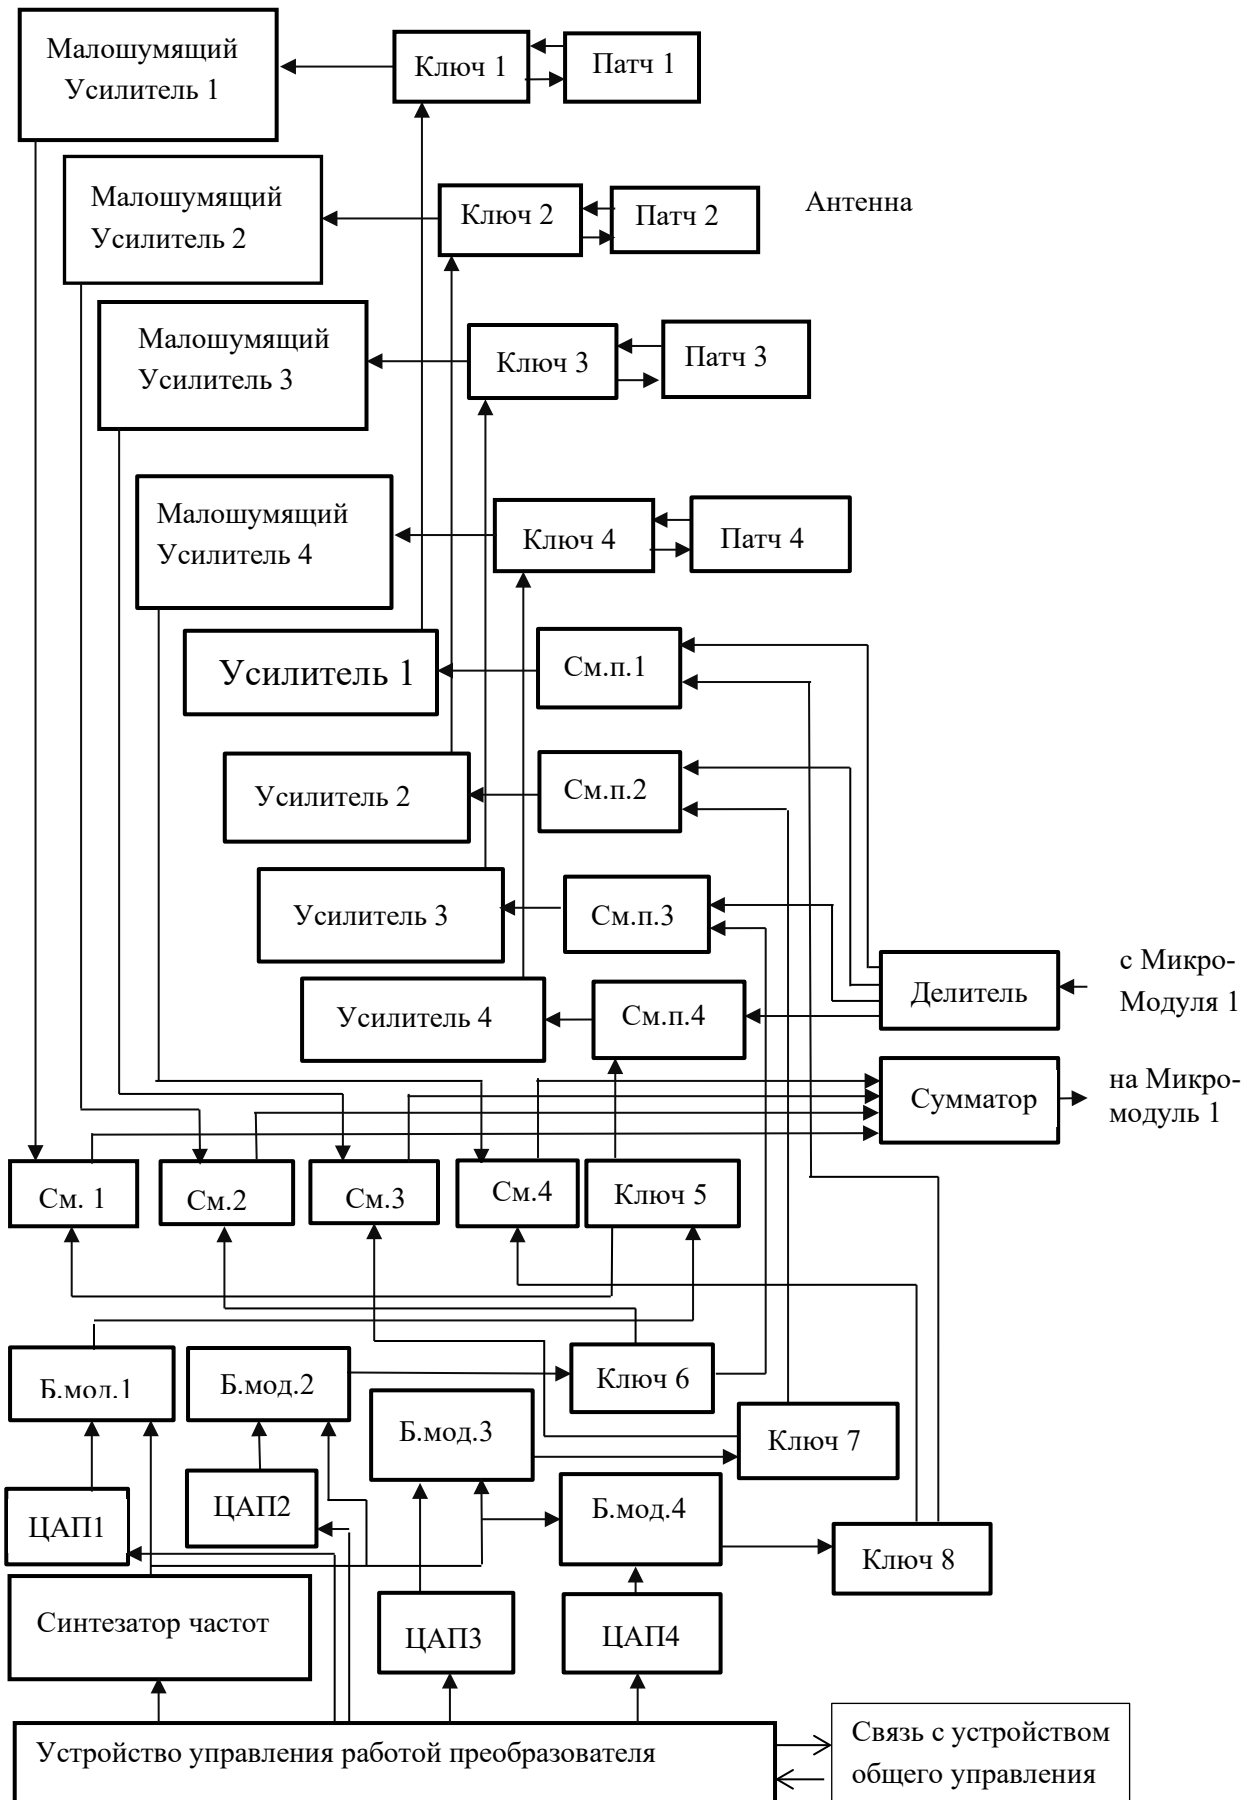 Малошумящий
Усилитель 1
Ключ 1
Патч 1
Малошумящий
Усилитель 2
Ключ 2
Патч 2
Антенна
Малошумящий
Усилитель 3
Ключ 3
Патч 3
Малошумящий
Усилитель 4
Ключ 4
Патч 4
Усилитель 1
См.п.1
Усилитель 2
См.п.2
Усилитель 3
См.п.3
Делитель
с Микро-
Модуля 1
Усилитель 4
См.п.4
Сумматор
на Микро-
модуль 1
См. 1
См.2
См.3
См.4
Ключ 5
Б.мод.1
Б.мод.2
Ключ 6
Б.мод.3
Ключ 7
ЦАП1
ЦАП2
Б.мод.4
Ключ 8
Синтезатор частот
ЦАП3
ЦАП4
Устройство управления работой преобразователя
Связь с устройством
общего управления